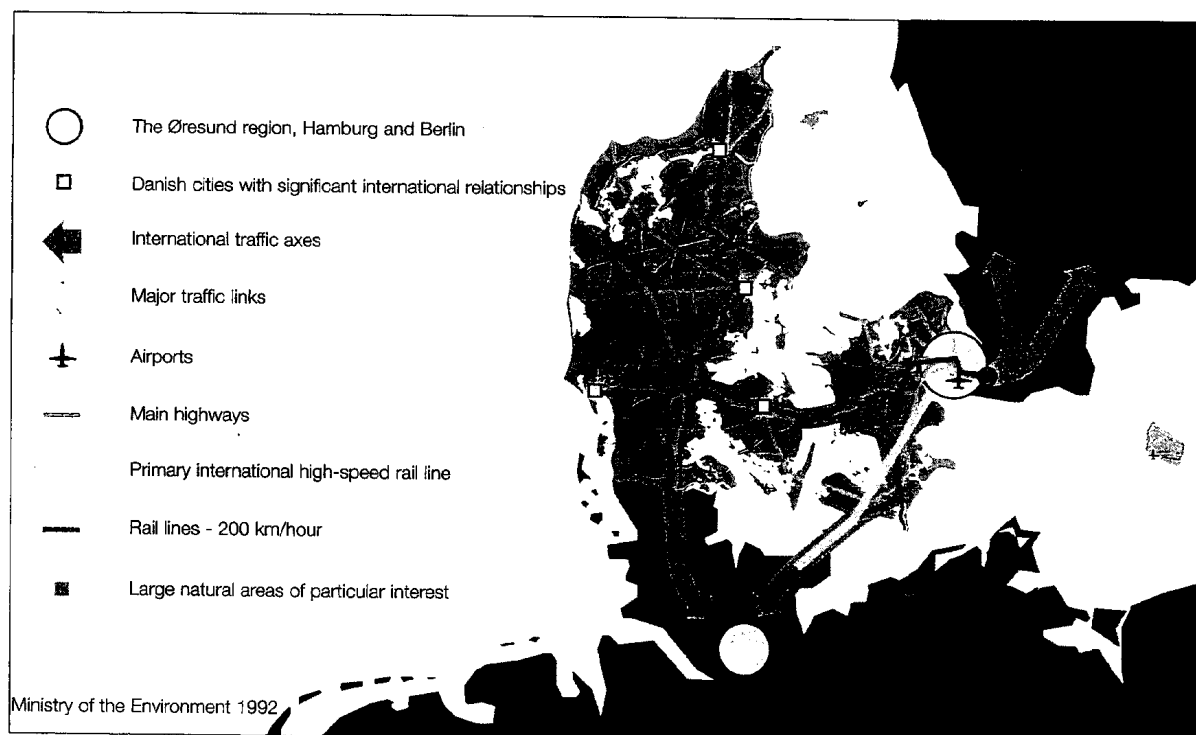 The Øresund region, Hamburg and Berlin
Danish cities with significant international relationships
International traffic axes
Major traffic links
Airports
Main highways
Primary international high-speed rail line
Rail lines - 200 km/hour
Large natural areas of particular interest
Ministry of the Environment 1992